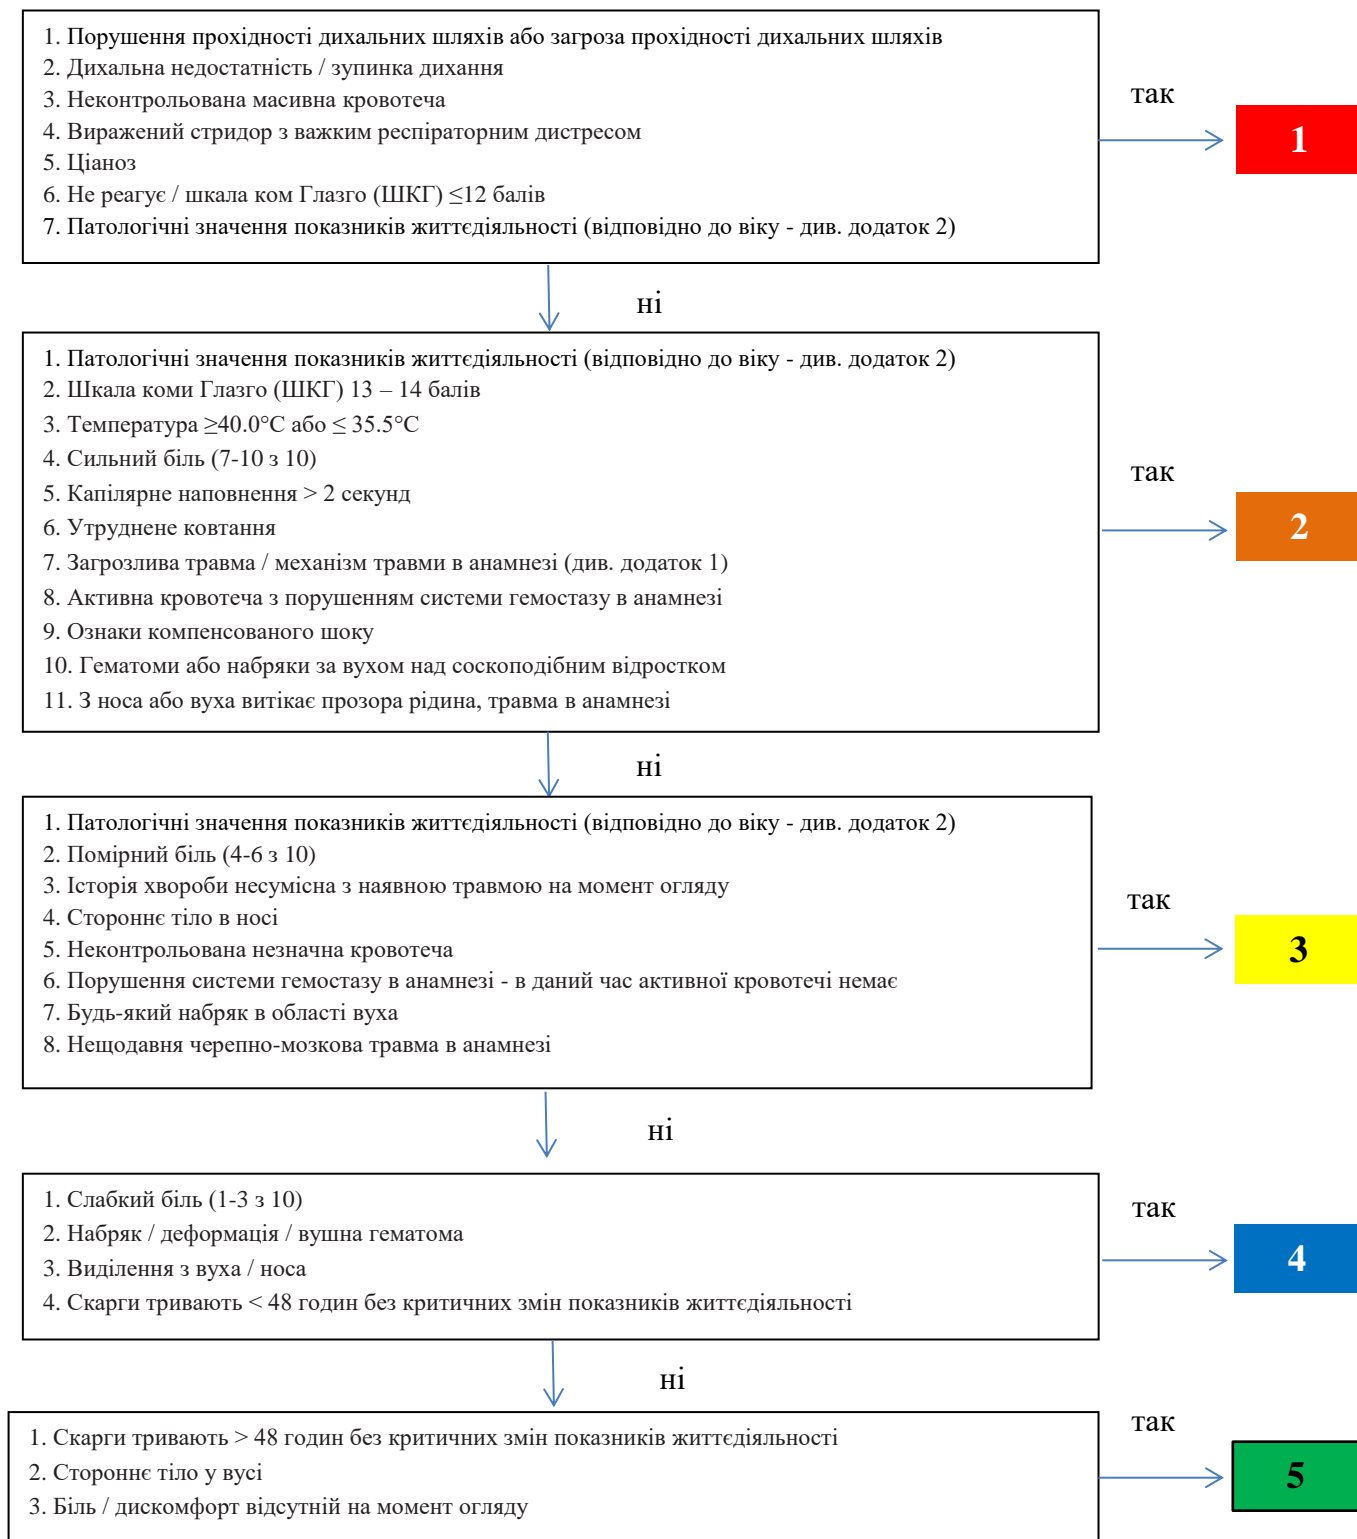 1. Порушення прохідності дихальних шляхів або загроза прохідності дихальних шляхів
2. Дихальна недостатність / зупинка дихання
3. Неконтрольована масивна кровотеча
4. Виражений стридор з важким респіраторним дистресом
5. Ціаноз
6. Не реагує / шкала ком Глазго (ШКГ) ≤12 балів
7. Патологічні значення показників життєдіяльності (відповідно до віку - див. додаток 2)
так
1
ні
1. Патологічні значення показників життєдіяльності (відповідно до віку - див. додаток 2)
2. Шкала коми Глазго (ШКГ) 13 – 14 балів
3. Температура ≥40.0°C або ≤ 35.5°C
4. Сильний біль (7-10 з 10)
5. Капілярне наповнення > 2 секунд
6. Утруднене ковтання
7. Загрозлива травма / механізм травми в анамнезі (див. додаток 1)
8. Активна кровотеча з порушенням системи гемостазу в анамнезі
9. Ознаки компенсованого шоку
10. Гематоми або набряки за вухом над соскоподібним відростком
11. З носа або вуха витікає прозора рідина, травма в анамнезі
так
2
ні
1. Патологічні значення показників життєдіяльності (відповідно до віку - див. додаток 2)
2. Помірний біль (4-6 з 10)
3. Історія хвороби несумісна з наявною травмою на момент огляду
4. Стороннє тіло в носі
5. Неконтрольована незначна кровотеча
6. Порушення системи гемостазу в анамнезі - в даний час активної кровотечі немає
7. Будь-який набряк в області вуха
8. Нещодавня черепно-мозкова травма в анамнезі
так
3
ні
1. Слабкий біль (1-3 з 10)
2. Набряк / деформація / вушна гематома
3. Виділення з вуха / носа
4. Скарги тривають < 48 годин без критичних змін показників життєдіяльності
так
4
ні
1. Скарги тривають > 48 годин без критичних змін показників життєдіяльності
2. Стороннє тіло у вусі
3. Біль / дискомфорт відсутній на момент огляду
так
5